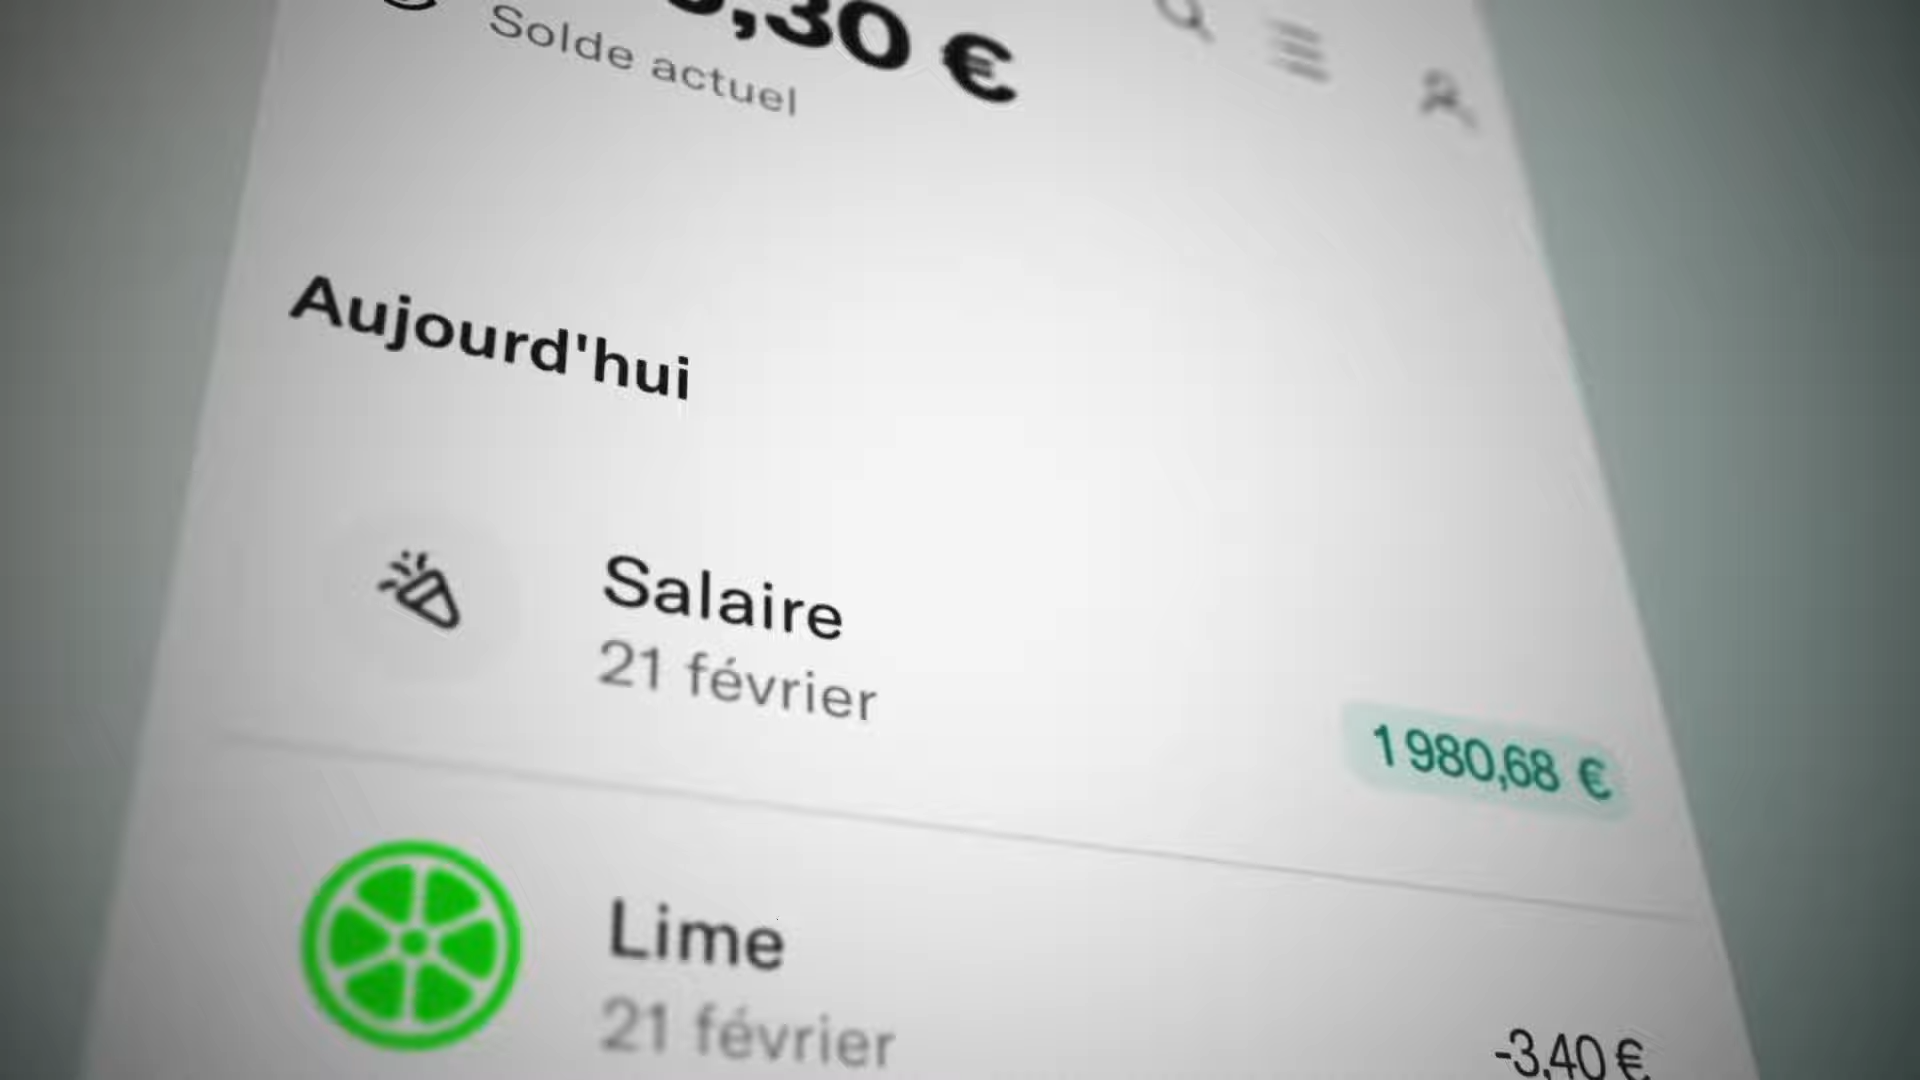 ,30 €
Solde actuel
Aujourd'hui
Salaire
21 février
1 980,68 €
Lime
21 février
-3,40 €